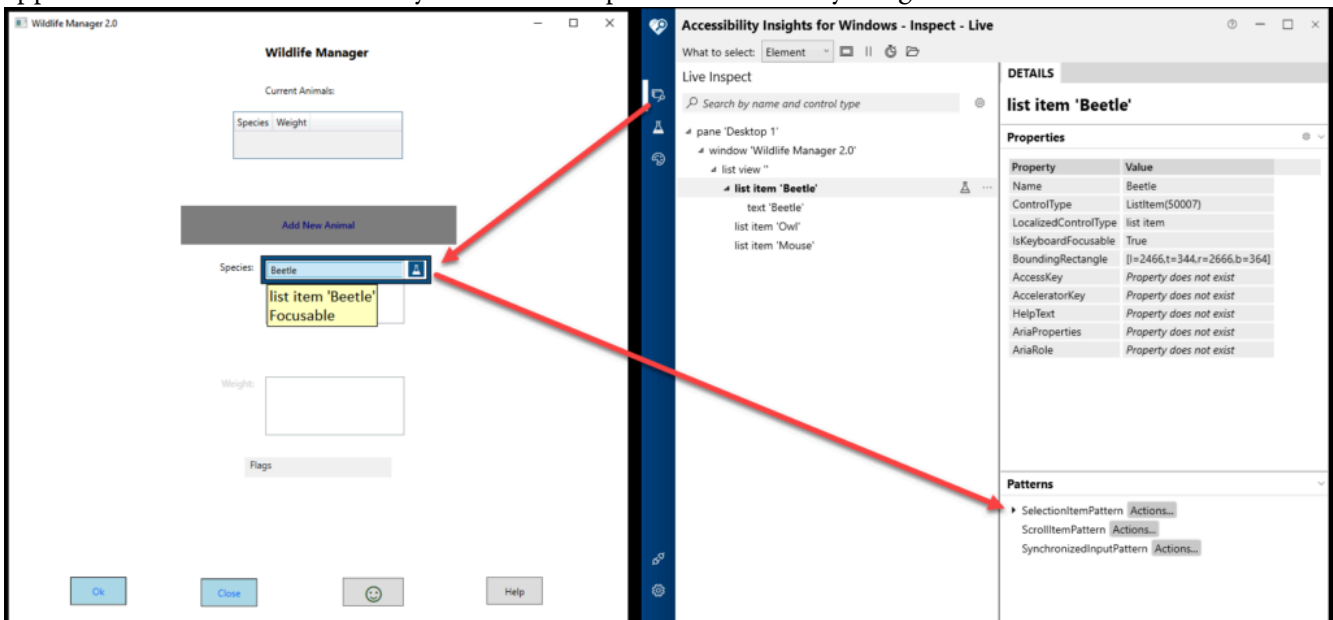 Wildlife Manager 2.0
Wildlife Manager
Current Animals:
Species Weight
Add New Animal
Species:
Beetle
list item 'Beetle'
Focusable
Weight:
Flags
Ok
Close
Help
Accessibility Insights for Windows - Inspect - Live
What to select: Element
Live Inspect
Search by name and control type
pane 'Desktop 1'
window 'Wildlife Manager 2.0'
list view ''
list item 'Beetle'
text 'Beetle'
list item 'Owl'
list item 'Mouse'
DETAILS
list item 'Beetle'
Properties
Property Value
Name Beetle
ControlType ListItem(50007)
LocalizedControlType list item
IsKeyboardFocusable True
BoundingRectangle [l=2466,t=344,r=2666,b=364]
AccessKey Property does not exist
AcceleratorKey Property does not exist
HelpText Property does not exist
AriaProperties Property does not exist
AriaRole Property does not exist
Patterns
SelectionItemPattern Actions...
ScrollItemPattern Actions...
SynchronizedInputPattern Actions...